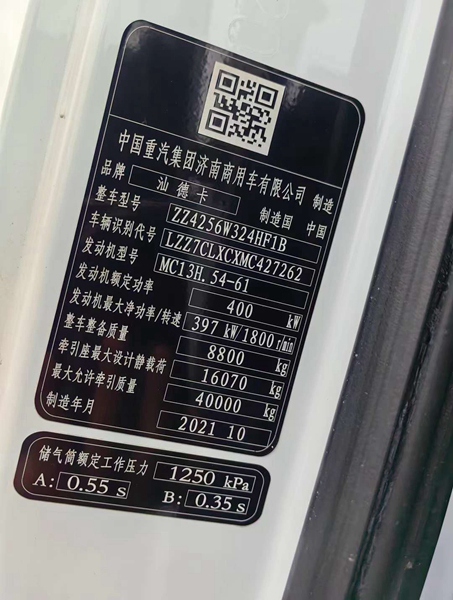 中国重汽集团济南商用车有限公司 制造
品牌 汕德卡 制造国 中国
整车型号 ZZ4256W324HF1B
车辆识别代号 LZZ7CLXCXMC427262
发动机型号 MC13H.54-61
发动机额定功率 400 kW
发动机最大净功率/转速 397 kW/1800 r/min
整车整备质量 8800 kg
牵引座最大设计静载荷 16070 kg
最大允许牵引质量 40000 kg
制造年月 2021 10
储气筒额定工作压力 1250 kPa
A: 0.55 s B: 0.35 s